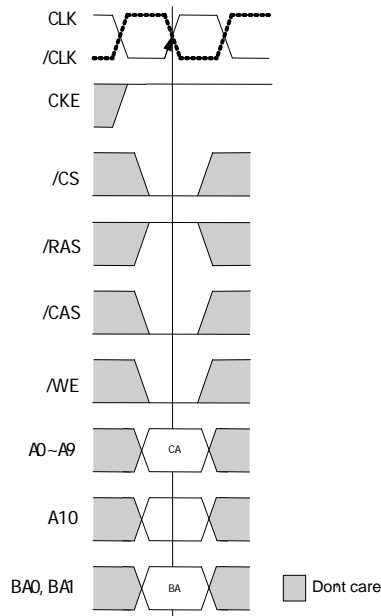 CLK
/CLK
CKE
/CS
/RAS
/CAS
/WE
A0~A9
CA
A10
BA0, BA1
BA
Dont care